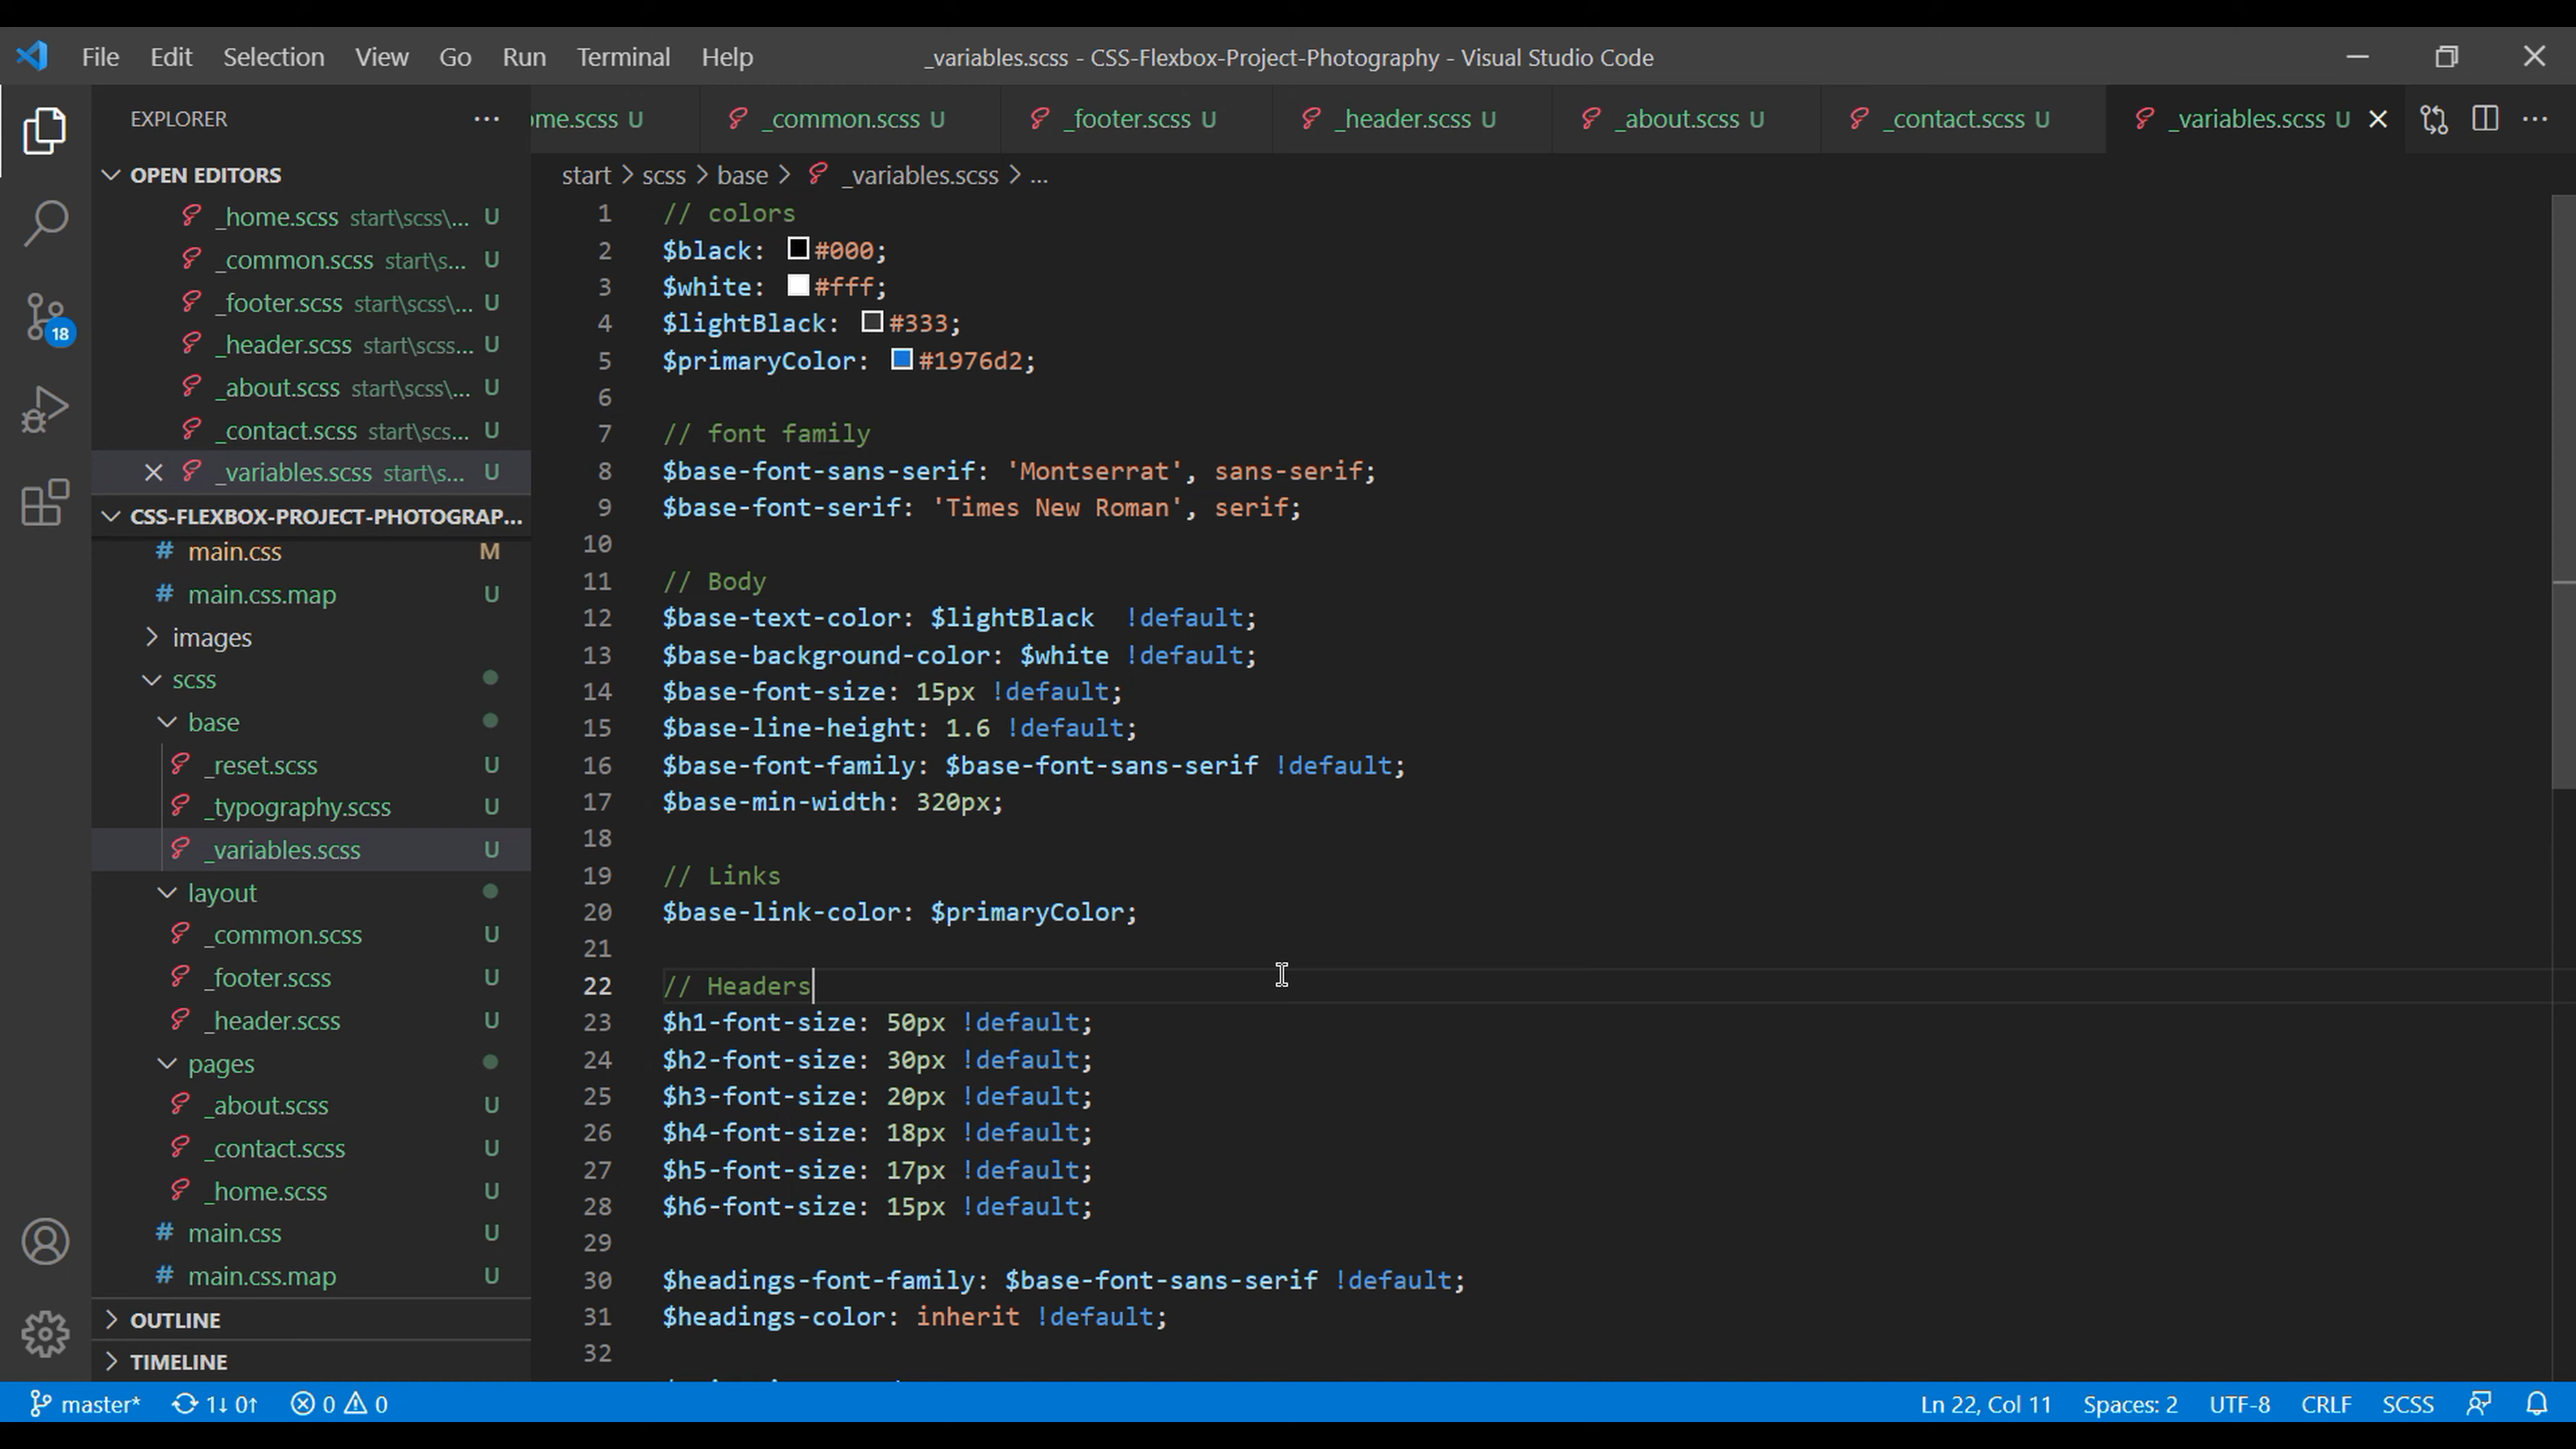 File Edit Selection View Go Run Terminal Help
_variables.scss - CSS-Flexbox-Project-Photography - Visual Studio Code
EXPLORER
OPEN EDITORS
_home.scss start\scss\... U
_common.scss start\s... U
_footer.scss start\scss\... U
_header.scss start\scss... U
_about.scss start\scss\... U
_contact.scss start\scs... U
_variables.scss start\s... U
CSS-FLEXBOX-PROJECT-PHOTOGRAP...
# main.css M
# main.css.map U
images
scss
base
_reset.scss U
_typography.scss U
_variables.scss U
layout
_common.scss U
_footer.scss U
_header.scss U
pages
_about.scss U
_contact.scss U
_home.scss U
# main.css U
# main.css.map U
OUTLINE
TIMELINE
18
ome.scss U _common.scss U _footer.scss U _header.scss U _about.scss U _contact.scss U _variables.scss U
start > scss > base > _variables.scss > ...
1 // colors
2 $black: #000;
3 $white: #fff;
4 $lightBlack: #333;
5 $primaryColor: #1976d2;
6
7 // font family
8 $base-font-sans-serif: 'Montserrat', sans-serif;
9 $base-font-serif: 'Times New Roman', serif;
10
11 // Body
12 $base-text-color: $lightBlack  !default;
13 $base-background-color: $white !default;
14 $base-font-size: 15px !default;
15 $base-line-height: 1.6 !default;
16 $base-font-family: $base-font-sans-serif !default;
17 $base-min-width: 320px;
18
19 // Links
20 $base-link-color: $primaryColor;
21
22 // Headers
23 $h1-font-size: 50px !default;
24 $h2-font-size: 30px !default;
25 $h3-font-size: 20px !default;
26 $h4-font-size: 18px !default;
27 $h5-font-size: 17px !default;
28 $h6-font-size: 15px !default;
29
30 $headings-font-family: $base-font-sans-serif !default;
31 $headings-color: inherit !default;
32
master* 1↓ 0↑ 0 0 Ln 22, Col 11 Spaces: 2 UTF-8 CRLF SCSS